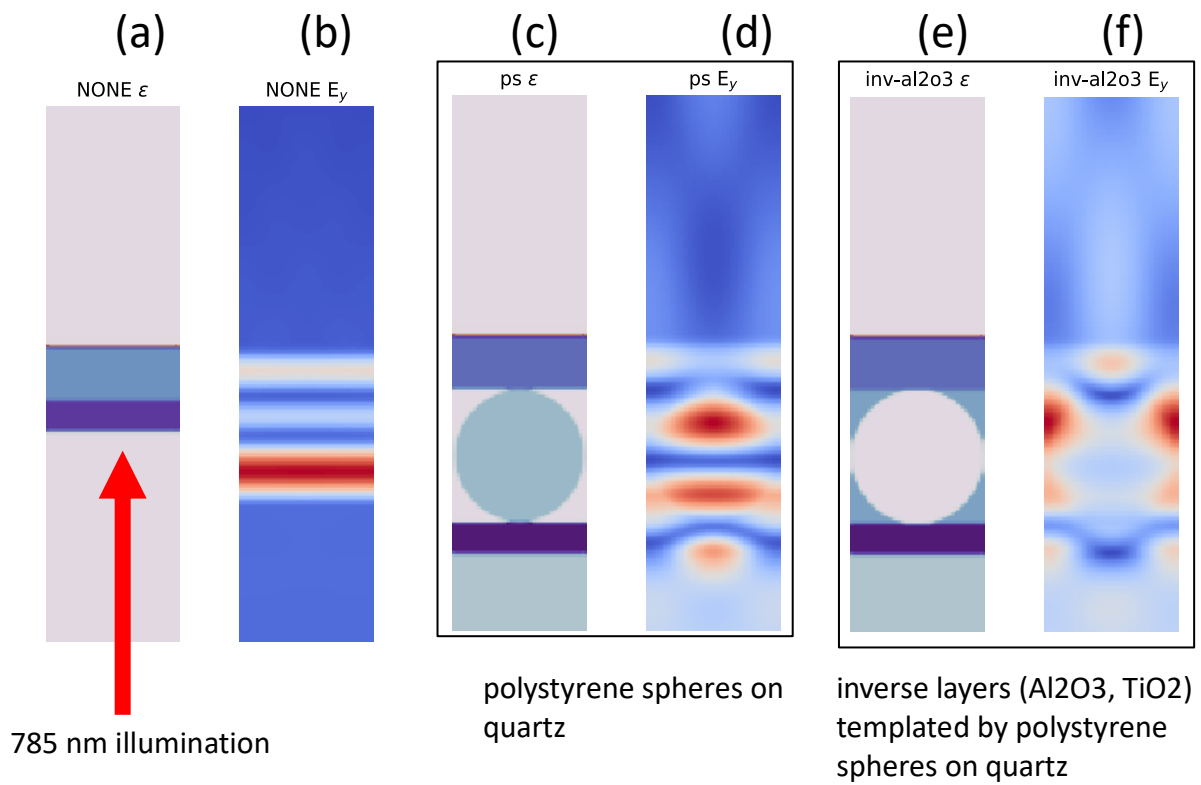 (a)
(b)
(c)
(d)
(e)
(f)
NONE ε
NONE Ey
ps ε
ps Ey
inv-al2o3 ε
inv-al2o3 Ey
785 nm illumination
polystyrene spheres on
quartz
inverse layers (Al2O3, TiO2)
templated by polystyrene
spheres on quartz